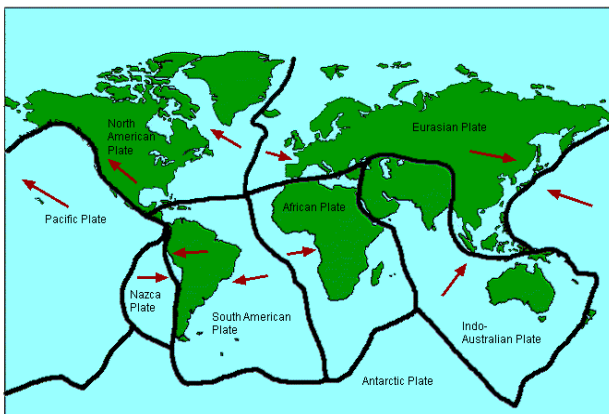 North
American
Plate
Eurasian Plate
African Plate
Pacific Plate
Nazca
Plate
South American
Plate
Indo-
Australian Plate
Antarctic Plate